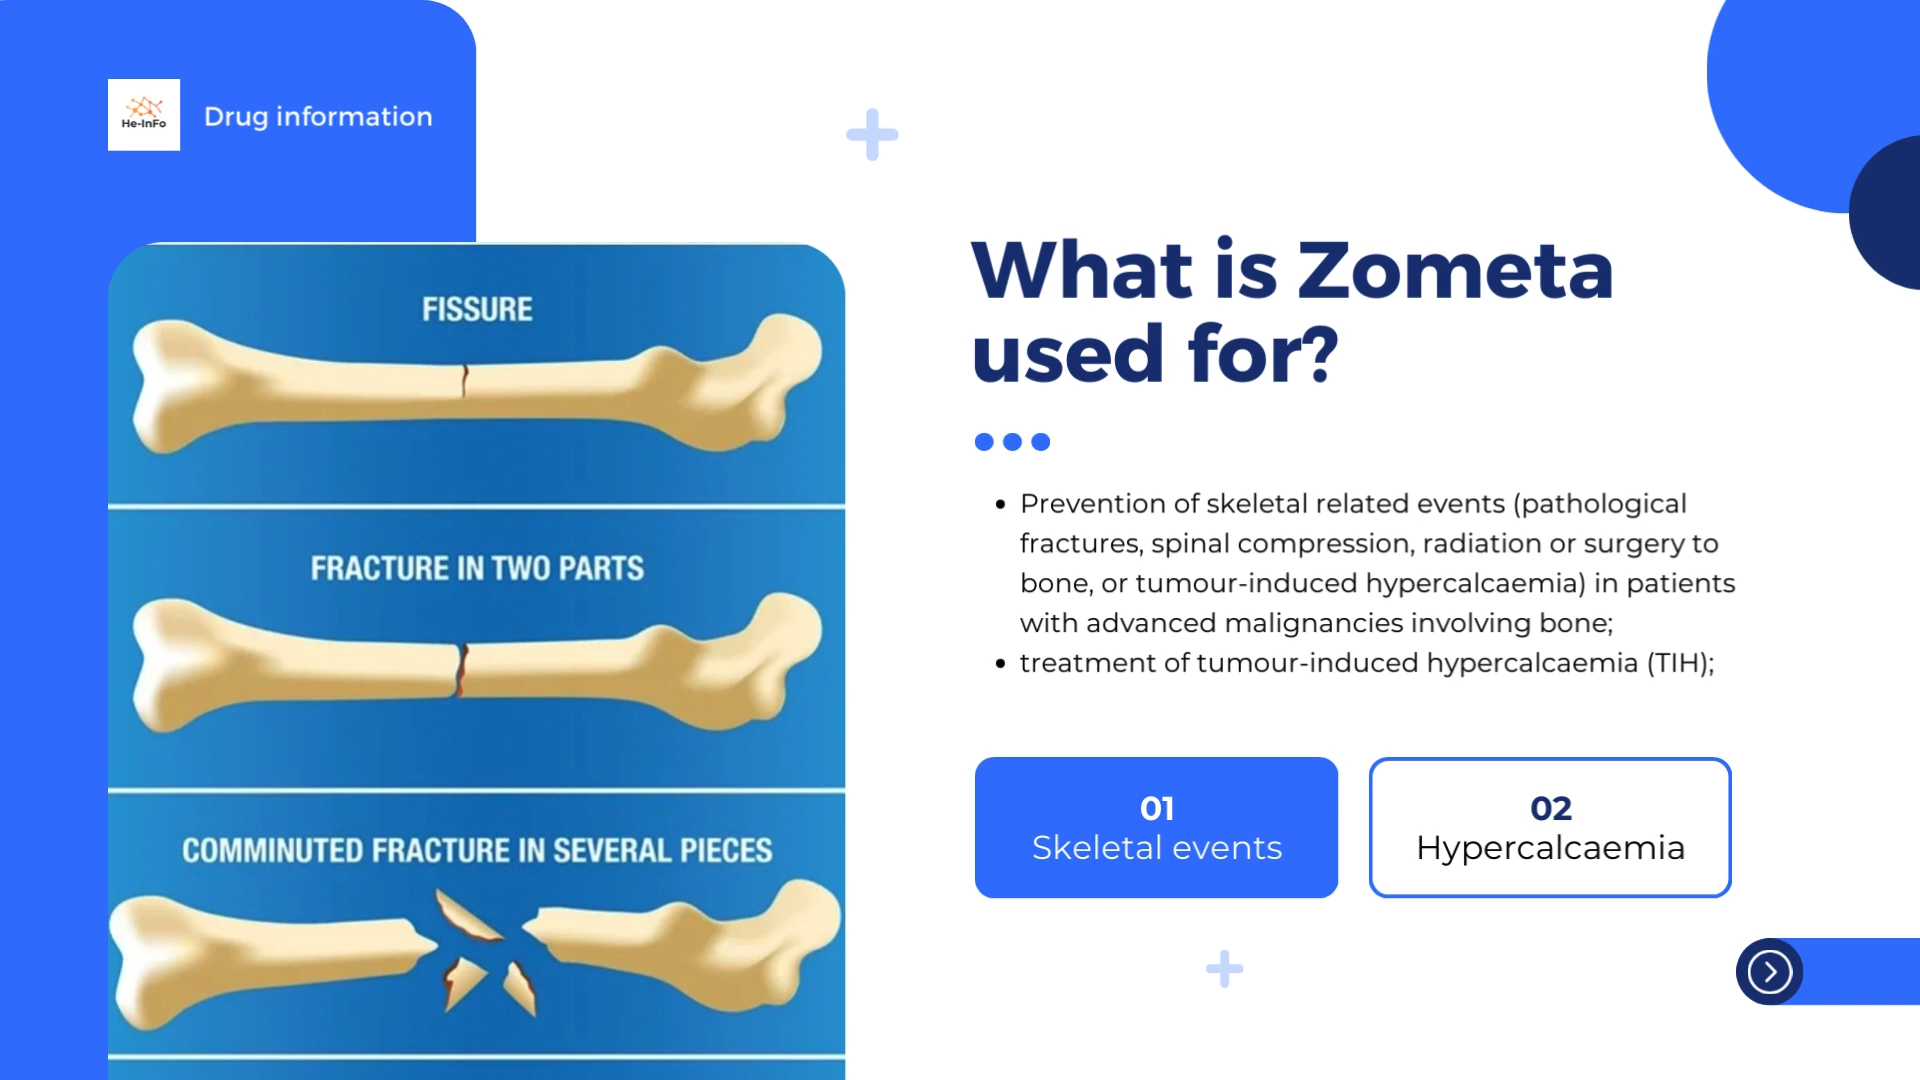 He-InFo
Drug information
FISSURE
FRACTURE IN TWO PARTS
COMMINUTED FRACTURE IN SEVERAL PIECES
What is Zometa
used for?
Prevention of skeletal related events (pathological
fractures, spinal compression, radiation or surgery to
bone, or tumour-induced hypercalcaemia) in patients
with advanced malignancies involving bone;
treatment of tumour-induced hypercalcaemia (TIH);
01
Skeletal events
02
Hypercalcaemia